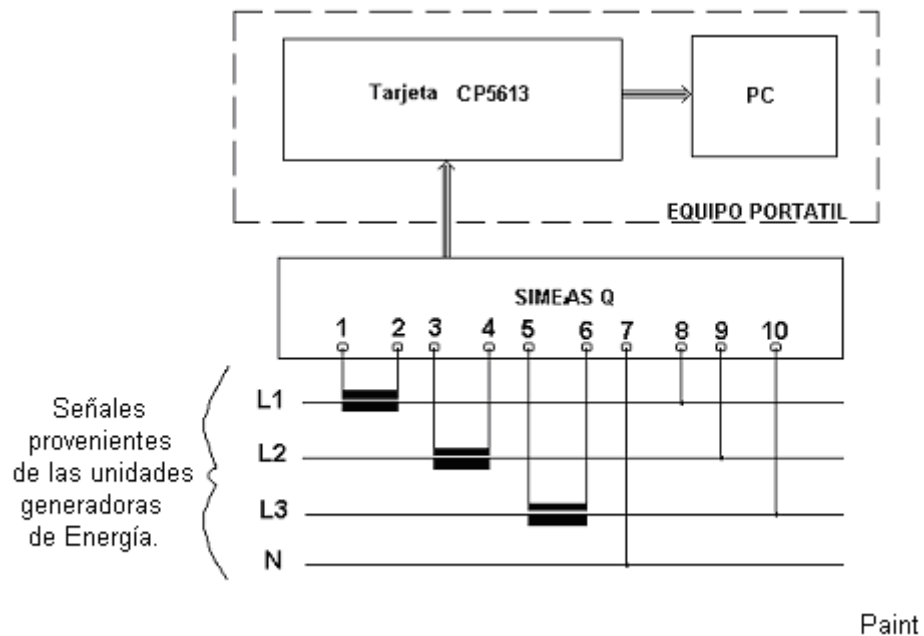 Tarjeta CP5613
PC
EQUIPO PORTATIL
SIMEAS Q
1 2 3 4 5 6 7 8 9 10
Señales
provenientes
de las unidades
generadoras
de Energía.
L1
L2
L3
N
Paint